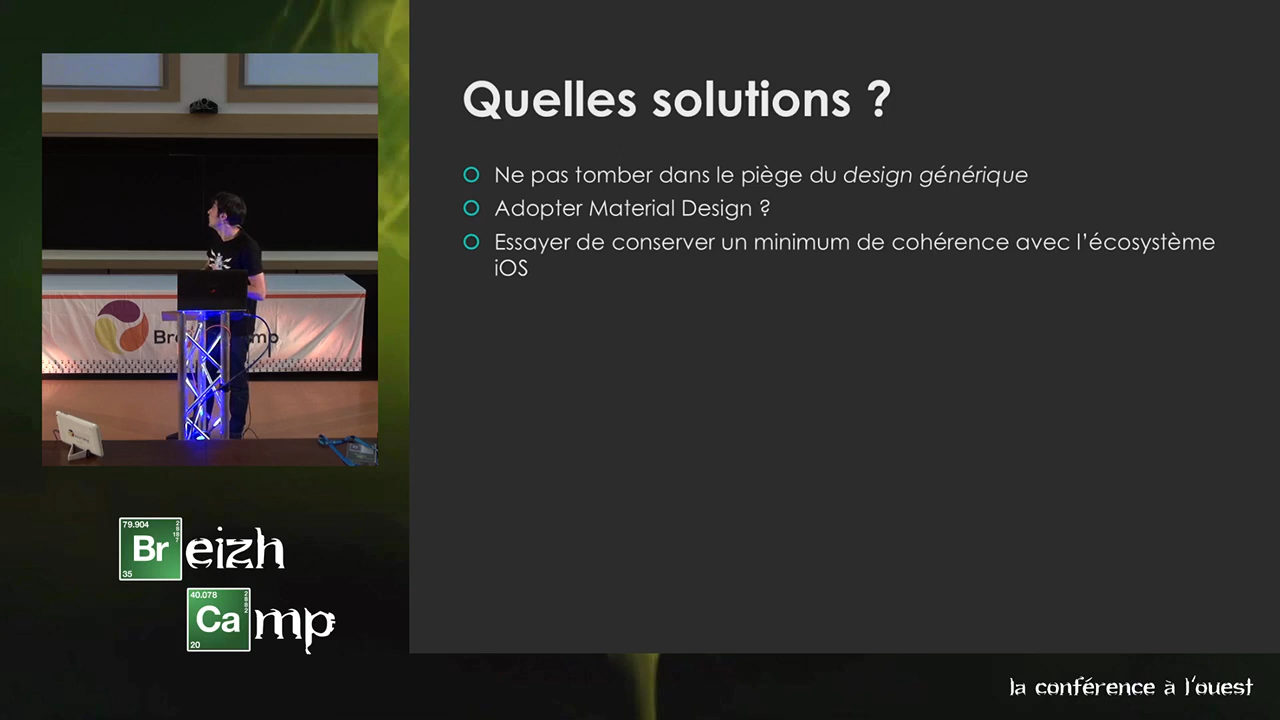 Quelles solutions ?
Ne pas tomber dans le piège du design générique
Adopter Material Design ?
Essayer de conserver un minimum de cohérence avec l'écosystème
iOS
79.904
Br eizh
35
40.078
Ca mp
20
la conférence à l'ouest